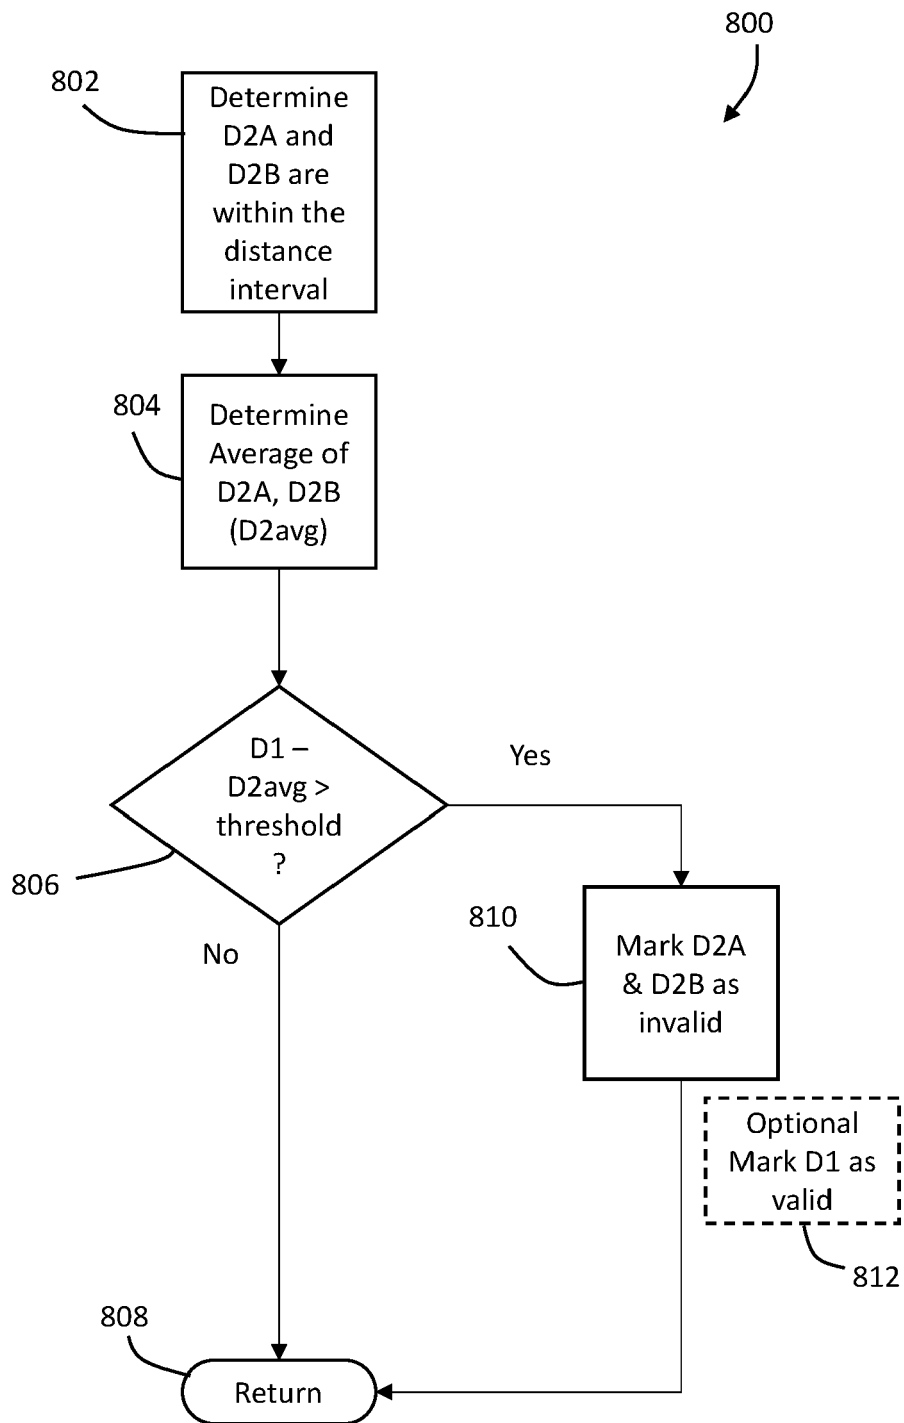 800
802
Determine
D2A and
D2B are
within the
distance
interval
804
Determine
Average of
D2A, D2B
(D2avg)
D1 –
D2avg >
threshold
?
Yes
806
No
810
Mark D2A
& D2B as
invalid
Optional
Mark D1 as
valid
812
808
Return